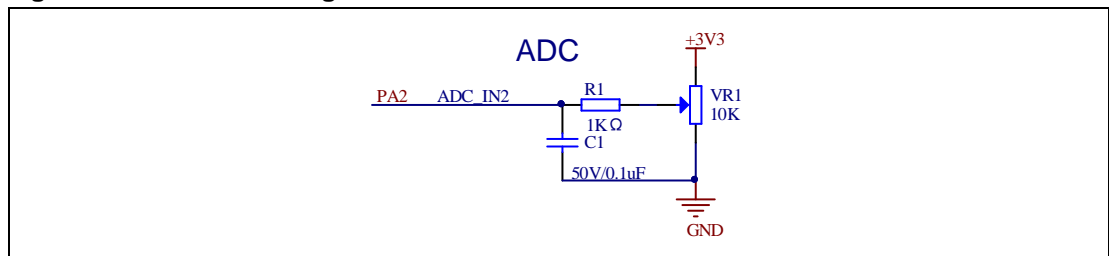 ADC
+3V3
PA2 ADC_IN2
R1
1KΩ
VR1
10K
C1
50V/0.1uF
GND